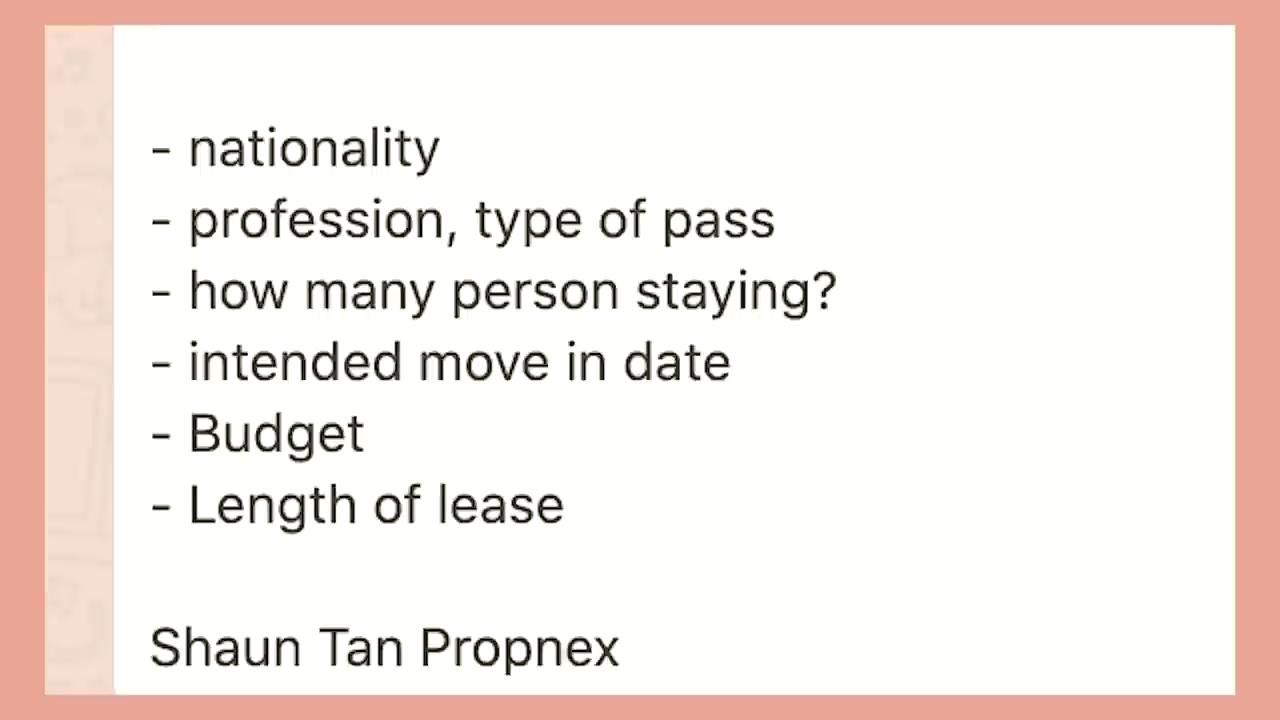 - nationality
- profession, type of pass
- how many person staying?
- intended move in date
- Budget
- Length of lease
Shaun Tan Propnex